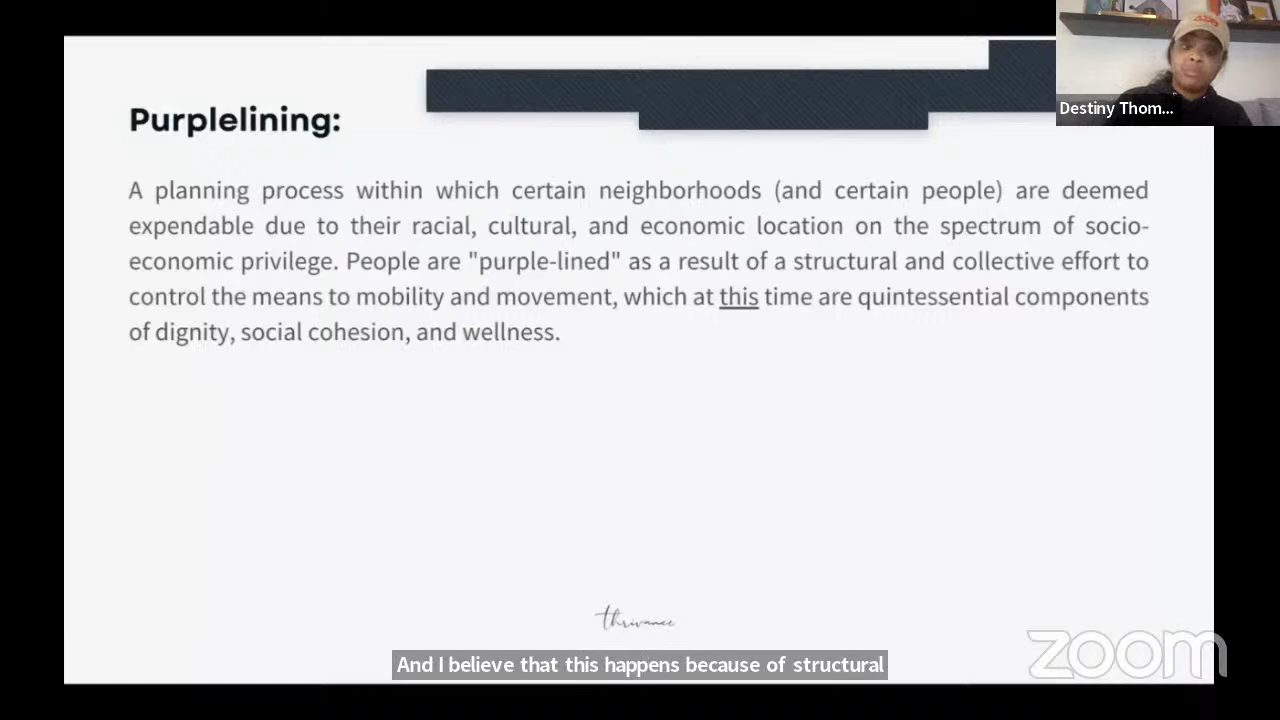 Purplelining:
Destiny Thom...
A planning process within which certain neighborhoods (and certain people) are deemed
expendable due to their racial, cultural, and economic location on the spectrum of socio-
economic privilege. People are "purple-lined" as a result of a structural and collective effort to
control the means to mobility and movement, which at this time are quintessential components
of dignity, social cohesion, and wellness.
thrivance
And I believe that this happens because of structural
zoom